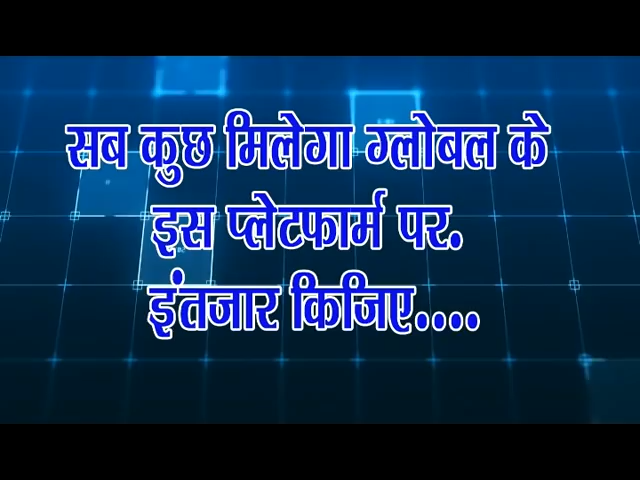 सब कुछ मिलेगा ग्लोबल के
इस प्लेटफार्म पर.
इंतजार किजिए....